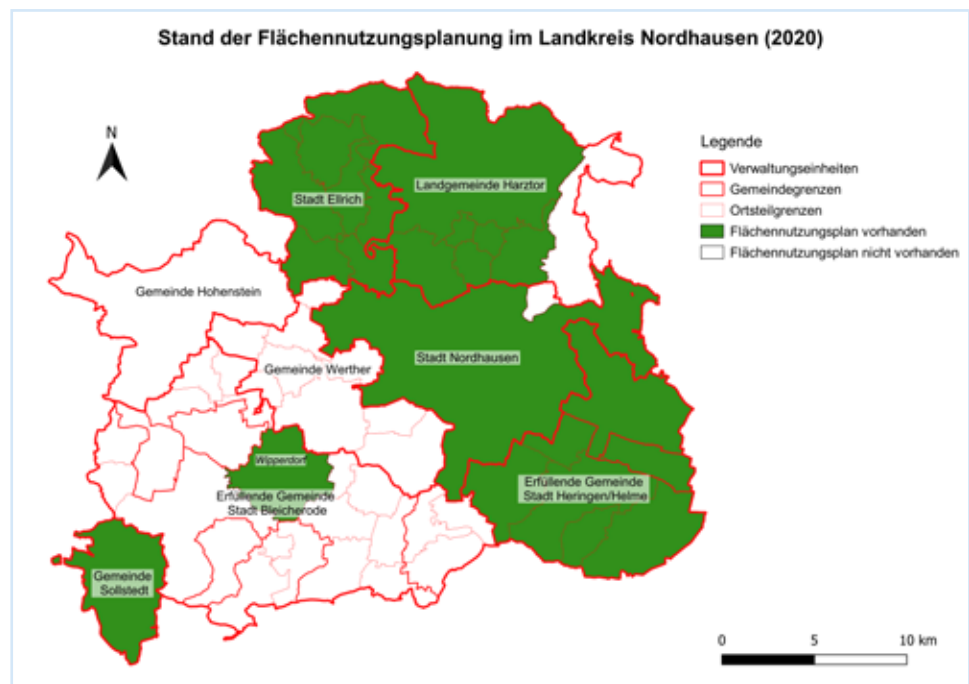 Stand der Flächennutzungsplanung im Landkreis Nordhausen (2020)
N
Legende
Verwaltungseinheiten
Gemeindegrenzen
Ortsteilgrenzen
Flächennutzungsplan vorhanden
Flächennutzungsplan nicht vorhanden
Landgemeinde Harztor
Stadt Ellrich
Gemeinde Hohenstein
Stadt Nordhausen
Gemeinde Werther
Wipperdorf
Erfüllende Gemeinde
Stadt Bleicherode
Erfüllende Gemeinde
Stadt Heringen/Helme
Gemeinde
Sollstedt
0 5 10 km